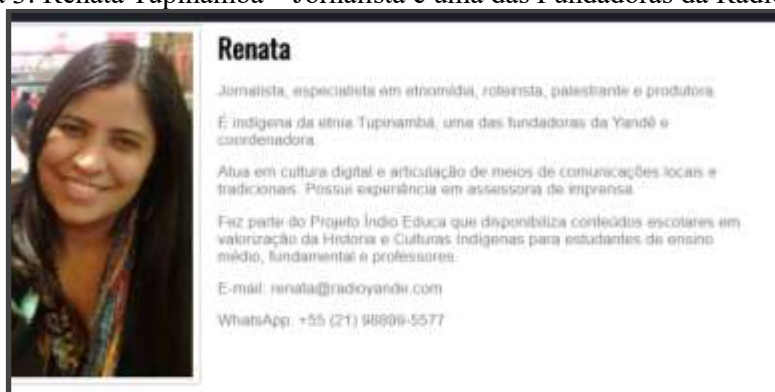 Renata Tupinambá – Jornalista e uma das Fundadoras da Rádio
Renata
Jornalista, especialista em etnomídia, roteirista, palestrante e produtora.
É indígena da etnia Tupinambá, uma das fundadoras da Yandê e
coordenadora.
Atua em cultura digital e articulação de meios de comunicações locais e
tradicionais. Possui experiência em assessoria de imprensa.
Fez parte do Projeto Índio Educa que disponibiliza conteúdos escolares em
valorização da História e Culturas Indígenas para estudantes de ensino
médio, fundamental e professores.
E-mail: renata@radioyande.com
WhatsApp: +55 (21) 98899-5577